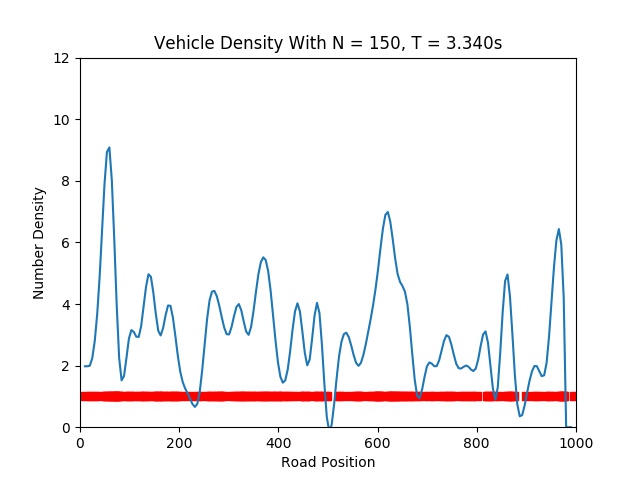 Vehicle Density With N = 150, T = 3.340s
12
10
8
6
4
2
0
Number Density
0 200 400 600 800 1000
Road Position